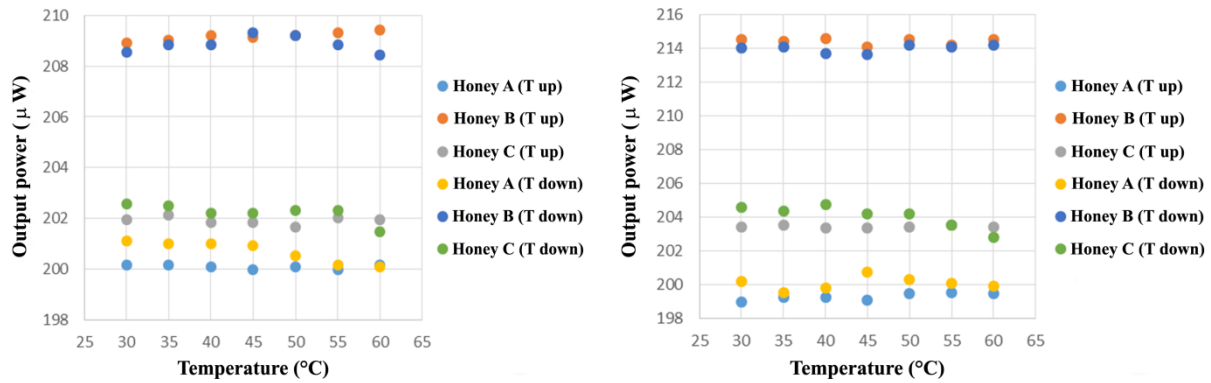 210
208
206
204
202
200
198
25 30 35 40 45 50 55 60 65
Output power ( μ W)
Temperature (°C)
Honey A (T up)
Honey B (T up)
Honey C (T up)
Honey A (T down)
Honey B (T down)
Honey C (T down)
216
214
212
210
208
206
204
202
200
198
25 30 35 40 45 50 55 60 65
Output power ( μ W)
Temperature (°C)
Honey A (T up)
Honey B (T up)
Honey C (T up)
Honey A (T down)
Honey B (T down)
Honey C (T down)